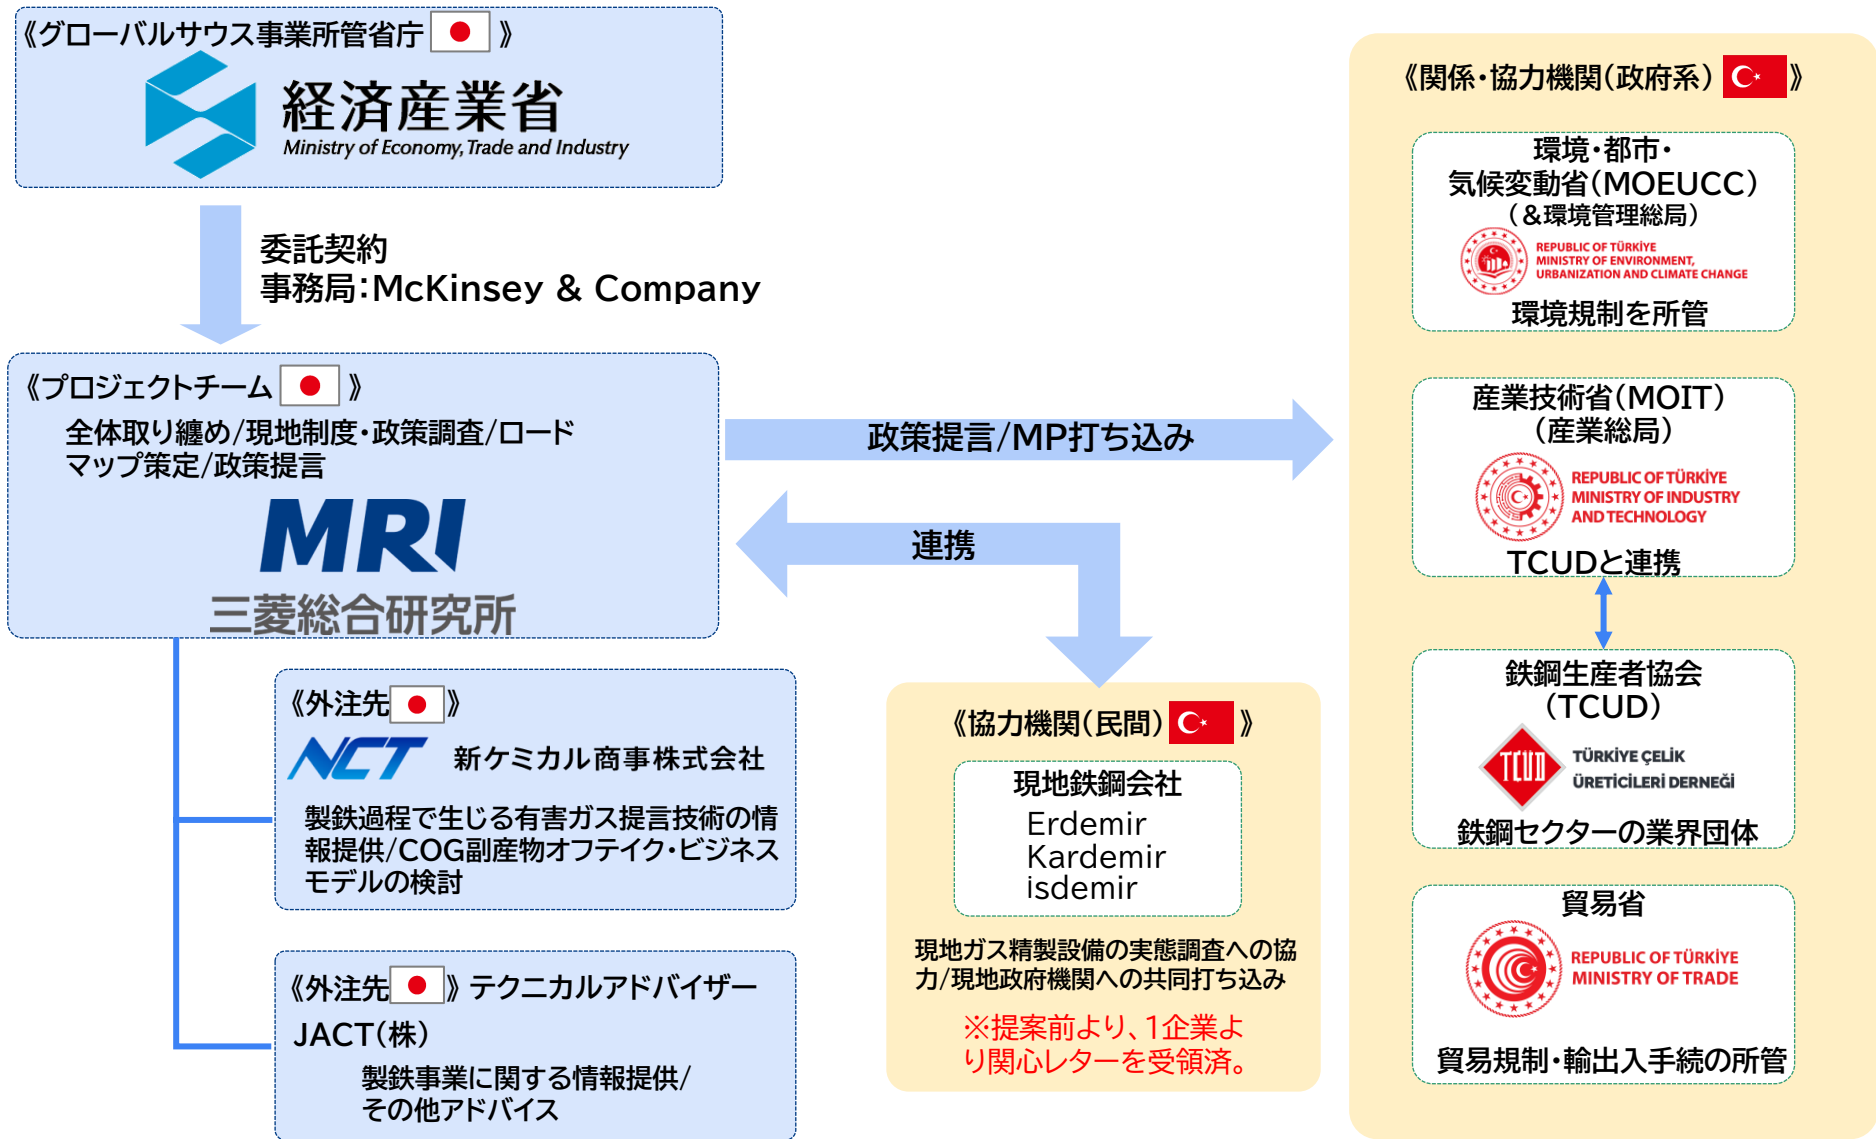 《グローバルサウス事業所管省庁 》
経済産業省
Ministry of Economy, Trade and Industry
委託契約
事務局：McKinsey & Company
《プロジェクトチーム 》
全体取り纏め/現地制度・政策調査/ロード
マップ策定/政策提言
MRI
三菱総合研究所
《外注先 》
NCT 新ケミカル商事株式会社
製鉄過程で生じる有害ガス提言技術の情
報提供/COG副産物オフテイク・ビジネス
モデルの検討
《外注先 》テクニカルアドバイザー
JACT(株)
製鉄事業に関する情報提供/
その他アドバイス
政策提言/MP打ち込み
連携
《協力機関(民間) 》
現地鉄鋼会社
Erdemir
Kardemir
isdemir
現地ガス精製設備の実態調査への協
力/現地政府機関への共同打ち込み
※提案前より、1企業よ
り関心レターを受領済。
《関係・協力機関(政府系) 》
環境・都市・
気候変動省(MOEUCC)
(&環境管理総局)
REPUBLIC OF TÜRKİYE
MINISTRY OF ENVIRONMENT,
URBANIZATION AND CLIMATE CHANGE
環境規制を所管
産業技術省(MOIT)
(産業総局)
REPUBLIC OF TÜRKİYE
MINISTRY OF INDUSTRY
AND TECHNOLOGY
TCUDと連携
鉄鋼生産者協会
(TCUD)
TCUD
TÜRKİYE ÇELİK
ÜRETİCİLERİ DERNEĞİ
鉄鋼セクターの業界団体
貿易省
REPUBLIC OF TÜRKİYE
MINISTRY OF TRADE
貿易規制・輸出入手続の所管